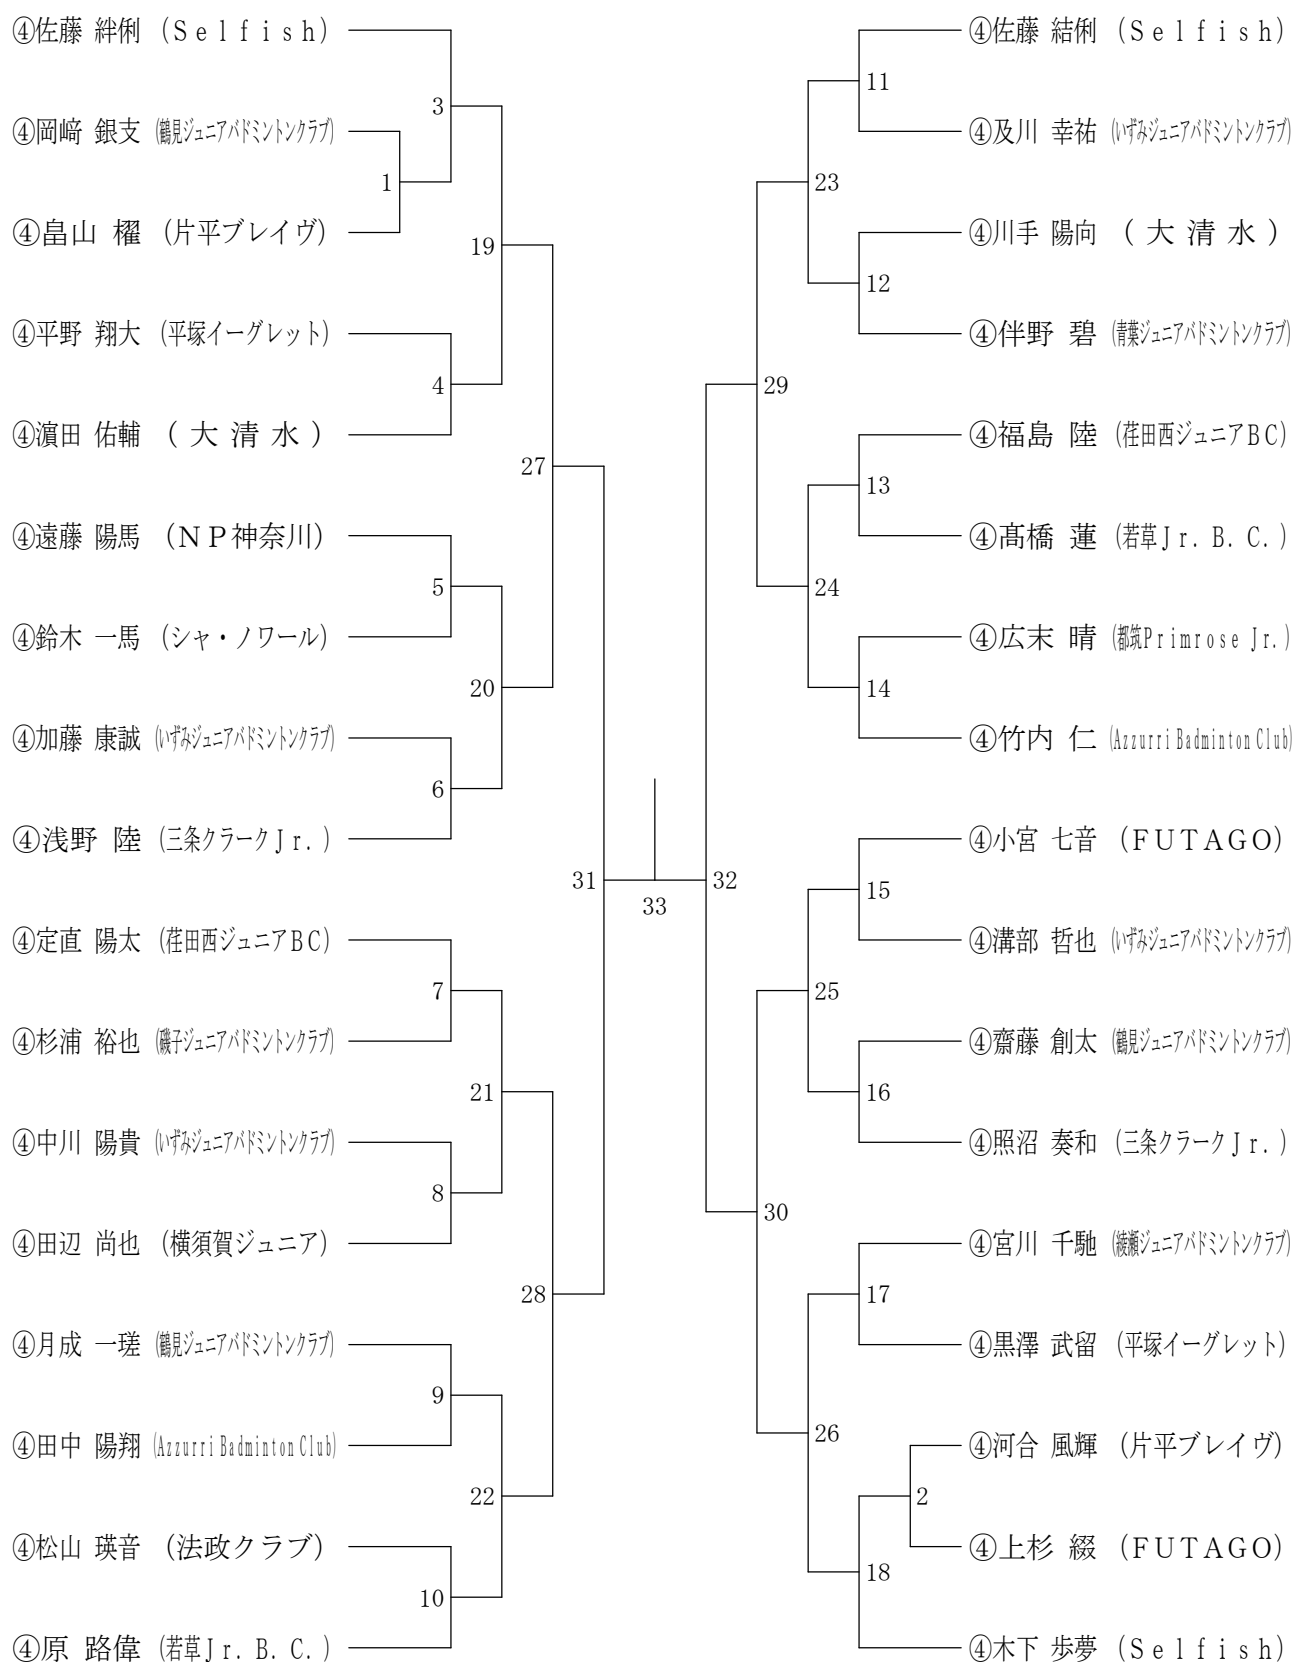 ④佐藤 絆俐 (Ｓｅｌｆｉｓｈ)
④岡﨑 銀支 (鶴見ジュニアバドミントンクラブ)
④畠山 櫂 (片平ブレイヴ)
④平野 翔大 (平塚イーグレット)
④濵田 佑輔 (大清水)
④遠藤 陽馬 (ＮＰ神奈川)
④鈴木 一馬 (シャ・ノワール)
④加藤 康誠 (いずみジュニアバドミントンクラブ)
④浅野 陸 (三条クラークＪｒ．)
④定直 陽太 (荏田西ジュニアＢＣ)
④杉浦 裕也 (磯子ジュニアバドミントンクラブ)
④中川 陽貴 (いずみジュニアバドミントンクラブ)
④田辺 尚也 (横須賀ジュニア)
④月成 一瑳 (鶴見ジュニアバドミントンクラブ)
④田中 陽翔 (Azzurri Badminton Club)
④松山 瑛音 (法政クラブ)
④原 路偉 (若草Ｊｒ．Ｂ．Ｃ．)
3
1
19
4
27
5
20
6
31
7
21
8
28
9
22
10
33
32
29
30
23
24
25
26
11
12
13
14
15
16
17
2
18
④佐藤 結俐 (Ｓｅｌｆｉｓｈ)
④及川 幸祐 (いずみジュニアバドミントンクラブ)
④川手 陽向 (大清水)
④伴野 碧 (青葉ジュニアバドミントンクラブ)
④福島 陸 (荏田西ジュニアＢＣ)
④髙橋 蓮 (若草Ｊｒ．Ｂ．Ｃ．)
④広末 晴 (都筑Primrose Jr.)
④竹内 仁 (Azzurri Badminton Club)
④小宮 七音 (ＦＵＴＡＧＯ)
④溝部 哲也 (いずみジュニアバドミントンクラブ)
④齋藤 創太 (鶴見ジュニアバドミントンクラブ)
④照沼 奏和 (三条クラークＪｒ．)
④宮川 千馳 (綾瀬ジュニアバドミントンクラブ)
④黒澤 武留 (平塚イーグレット)
④河合 風輝 (片平ブレイヴ)
④上杉 綴 (ＦＵＴＡＧＯ)
④木下 歩夢 (Ｓｅｌｆｉｓｈ)